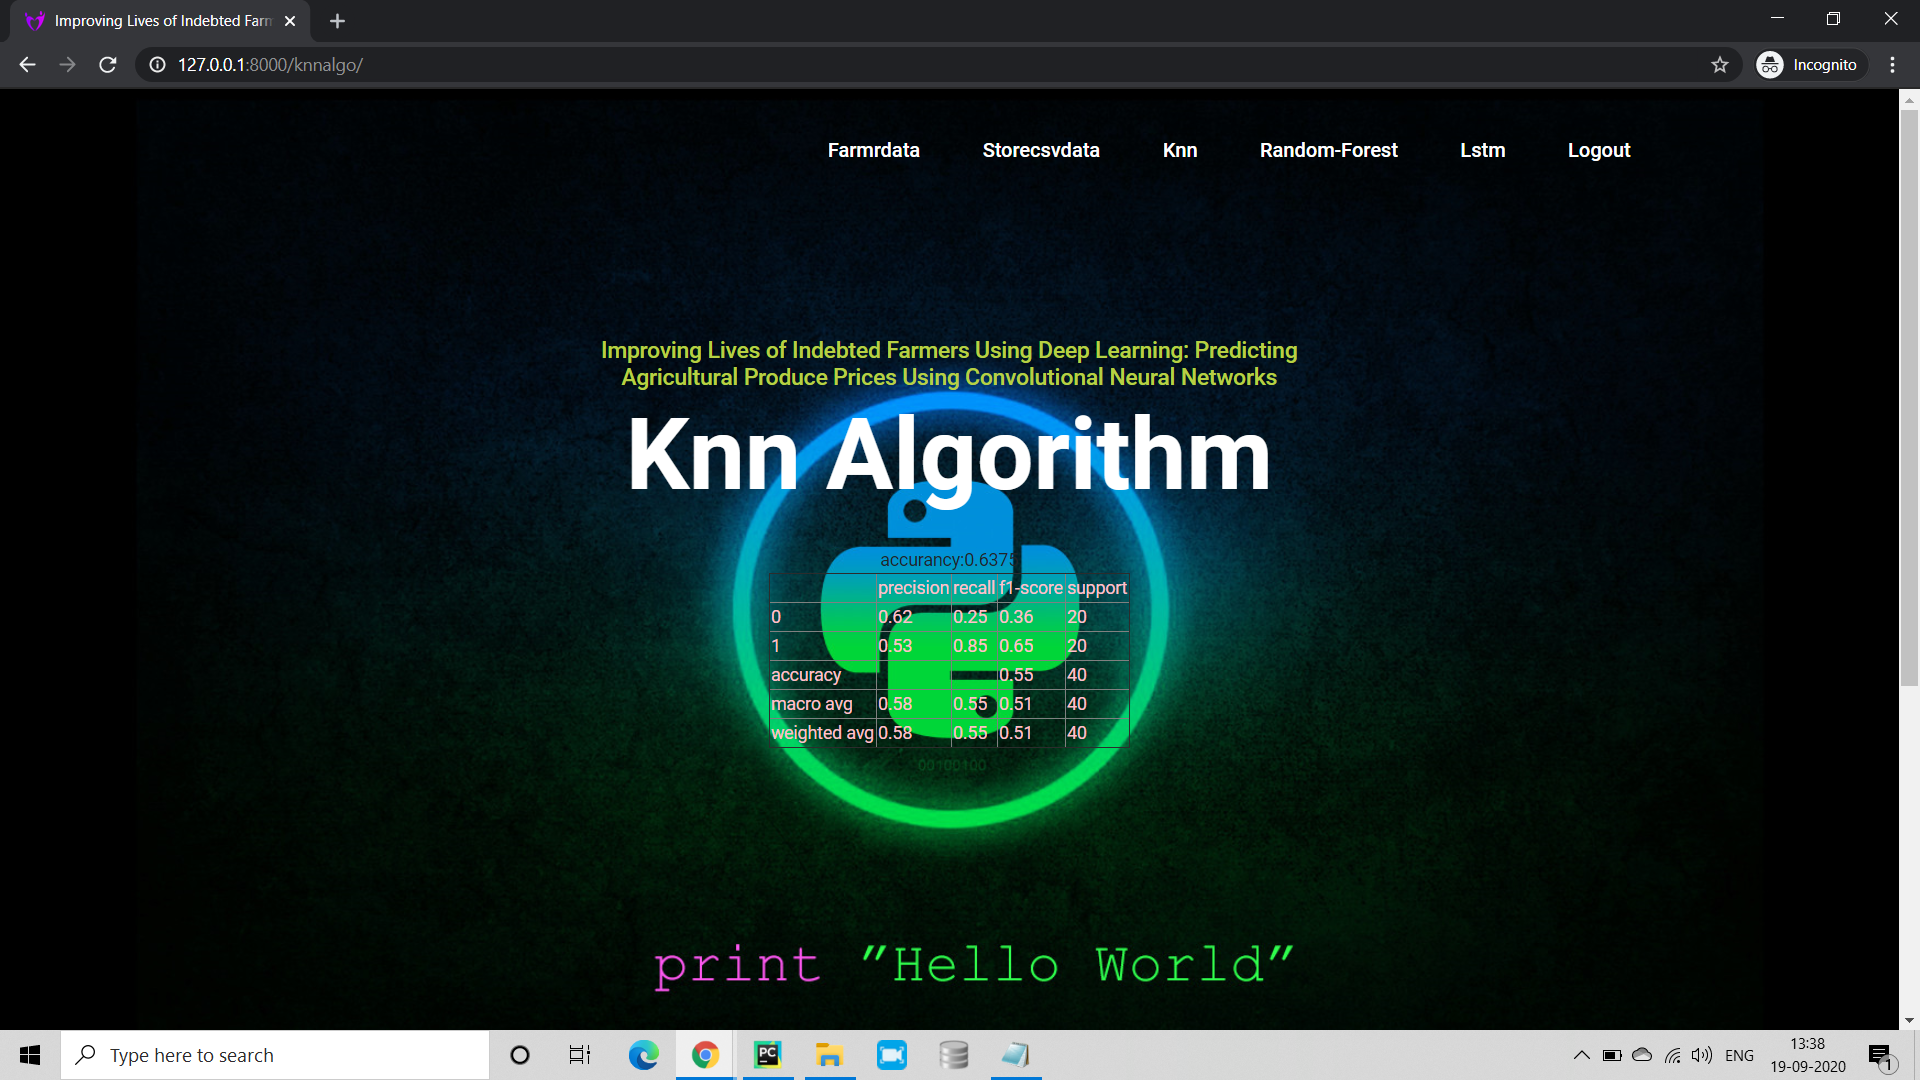 Improving Lives of Indebted Farm
127.0.0.1:8000/knnalgo/
Incognito
Farmrdata Storecsvdata Knn Random-Forest Lstm Logout
Improving Lives of Indebted Farmers Using Deep Learning: Predicting
Agricultural Produce Prices Using Convolutional Neural Networks
Knn Algorithm
accurancy:0.6375
precision recall f1-score support
0 0.62 0.25 0.36 20
1 0.53 0.85 0.65 20
accuracy 0.55 40
macro avg 0.58 0.55 0.51 40
weighted avg 0.58 0.55 0.51 40
00100100
print "Hello World"
Type here to search
PC
ENG
13:38
19-09-2020
1